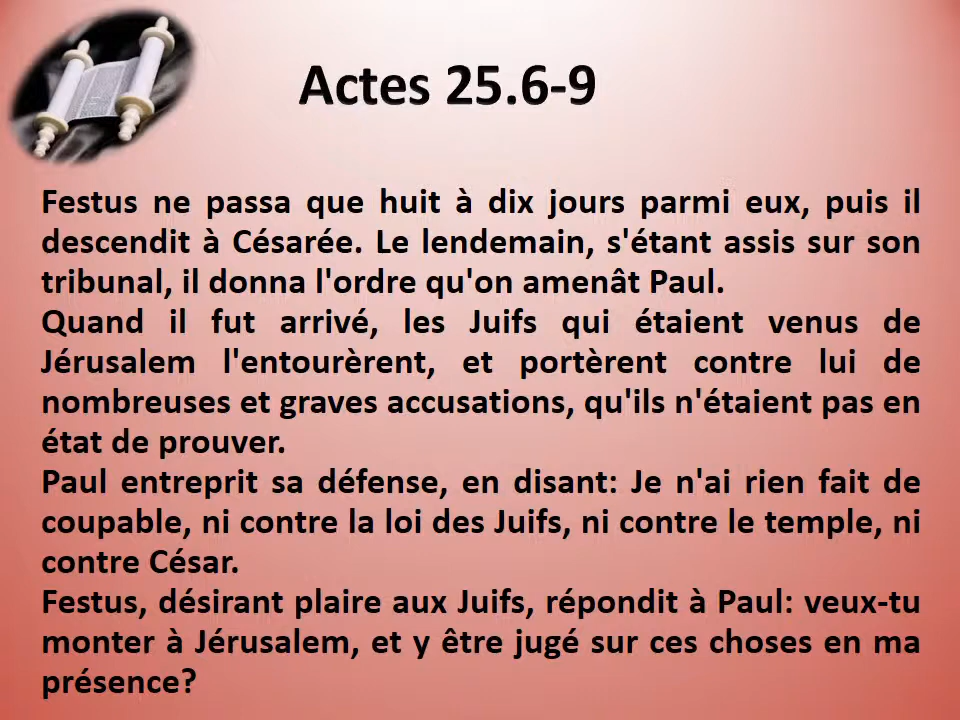 Actes 25.6-9
Festus ne passa que huit à dix jours parmi eux, puis il
descendit à Césarée. Le lendemain, s'étant assis sur son
tribunal, il donna l'ordre qu'on amenât Paul.
Quand il fut arrivé, les Juifs qui étaient venus de
Jérusalem l'entourèrent, et portèrent contre lui de
nombreuses et graves accusations, qu'ils n'étaient pas en
état de prouver.
Paul entreprit sa défense, en disant: Je n'ai rien fait de
coupable, ni contre la loi des Juifs, ni contre le temple, ni
contre César.
Festus, désirant plaire aux Juifs, répondit à Paul: veux-tu
monter à Jérusalem, et y être jugé sur ces choses en ma
présence?